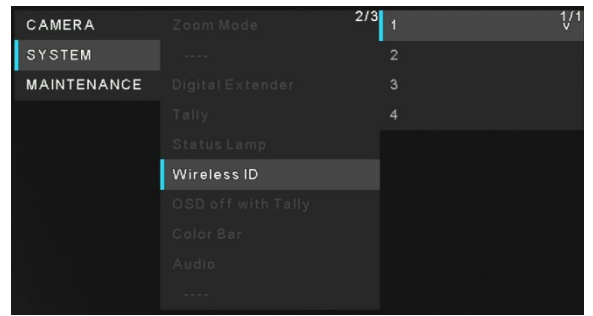 CAMERA
SYSTEM
MAINTENANCE
2/3
Zoom Mode
----
Digital Extender
Tally
Status Lamp
Wireless ID
OSD off with Tally
Color Bar
Audio
----
1/1
1
2
3
4